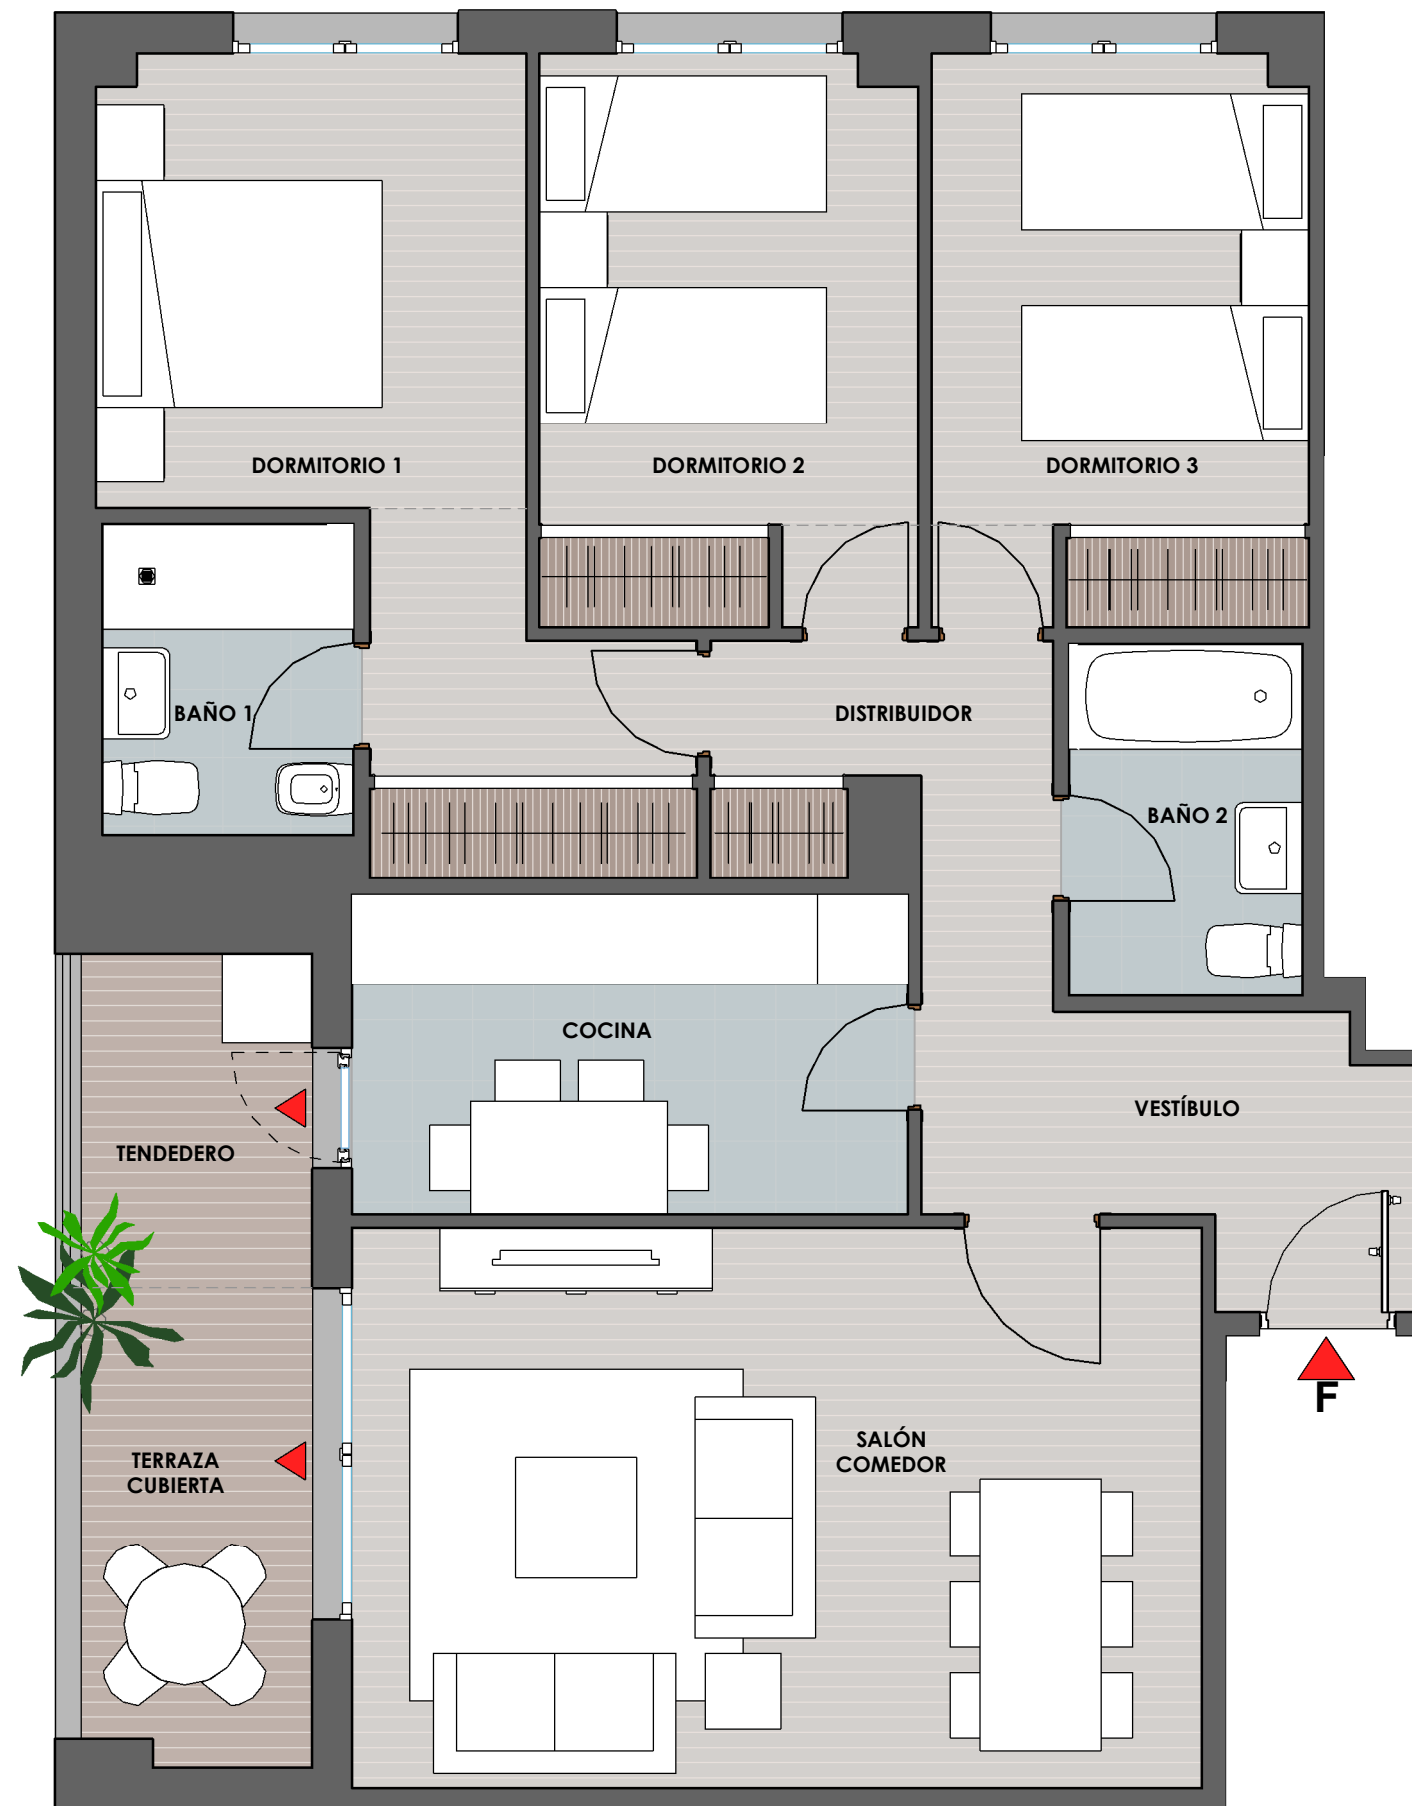 DORMITORIO 1
DORMITORIO 2
DORMITORIO 3
BAÑO 1
DISTRIBUIDOR
BAÑO 2
COCINA
VESTÍBULO
TENDEDERO
F
SALÓN
COMEDOR
TERRAZA
CUBIERTA